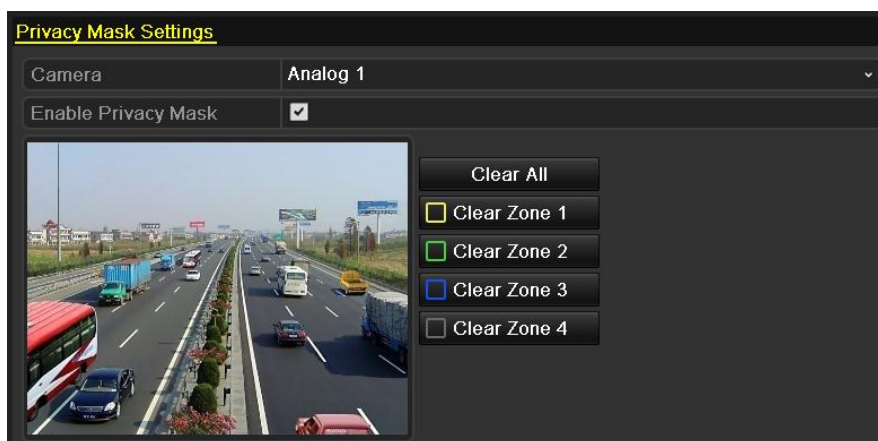 Privacy Mask Settings
Camera Analog 1
Enable Privacy Mask
Clear All
Clear Zone 1
Clear Zone 2
Clear Zone 3
Clear Zone 4